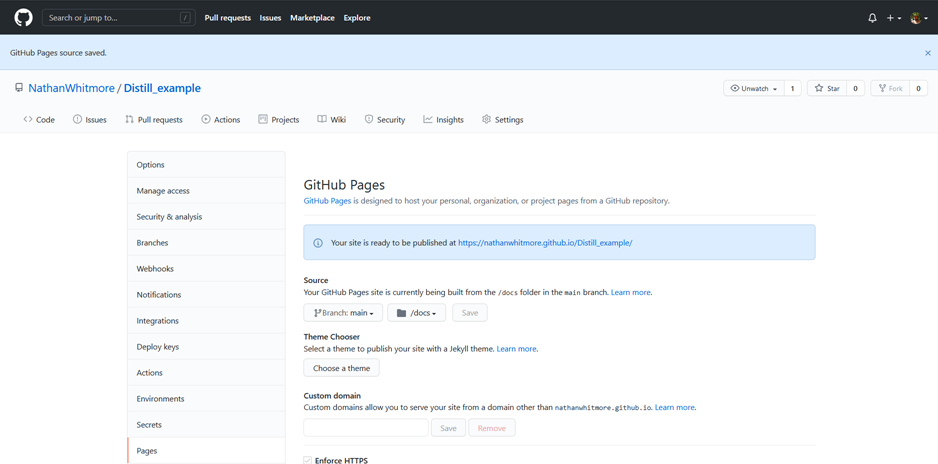 Search or jump to... / Pull requests Issues Marketplace Explore
GitHub Pages source saved.
NathanWhitmore / Distill_example Unwatch 1 Star 0 Fork 0
Code Issues Pull requests Actions Projects Wiki Security Insights Settings
Options
Manage access
Security & analysis
Branches
Webhooks
Notifications
Integrations
Deploy keys
Actions
Environments
Secrets
Pages
GitHub Pages
GitHub Pages is designed to host your personal, organization, or project pages from a GitHub repository.
Your site is ready to be published at https://nathanwhitmore.github.io/Distill_example/
Source
Your GitHub Pages site is currently being built from the /docs folder in the main branch. Learn more.
Branch: main /docs Save
Theme Chooser
Select a theme to publish your site with a Jekyll theme. Learn more.
Choose a theme
Custom domain
Custom domains allow you to serve your site from a domain other than nathanwhitmore.github.io. Learn more.
Save Remove
Enforce HTTPS